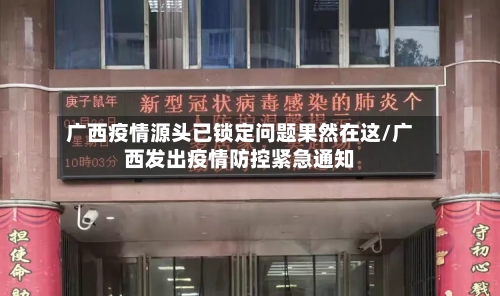 庚子鼠年
新型冠状病毒感染的肺炎个
广西疫情源头已锁定问题果然在这/广
西发出疫情防控紧急通知
10时03分
担使命
守初心